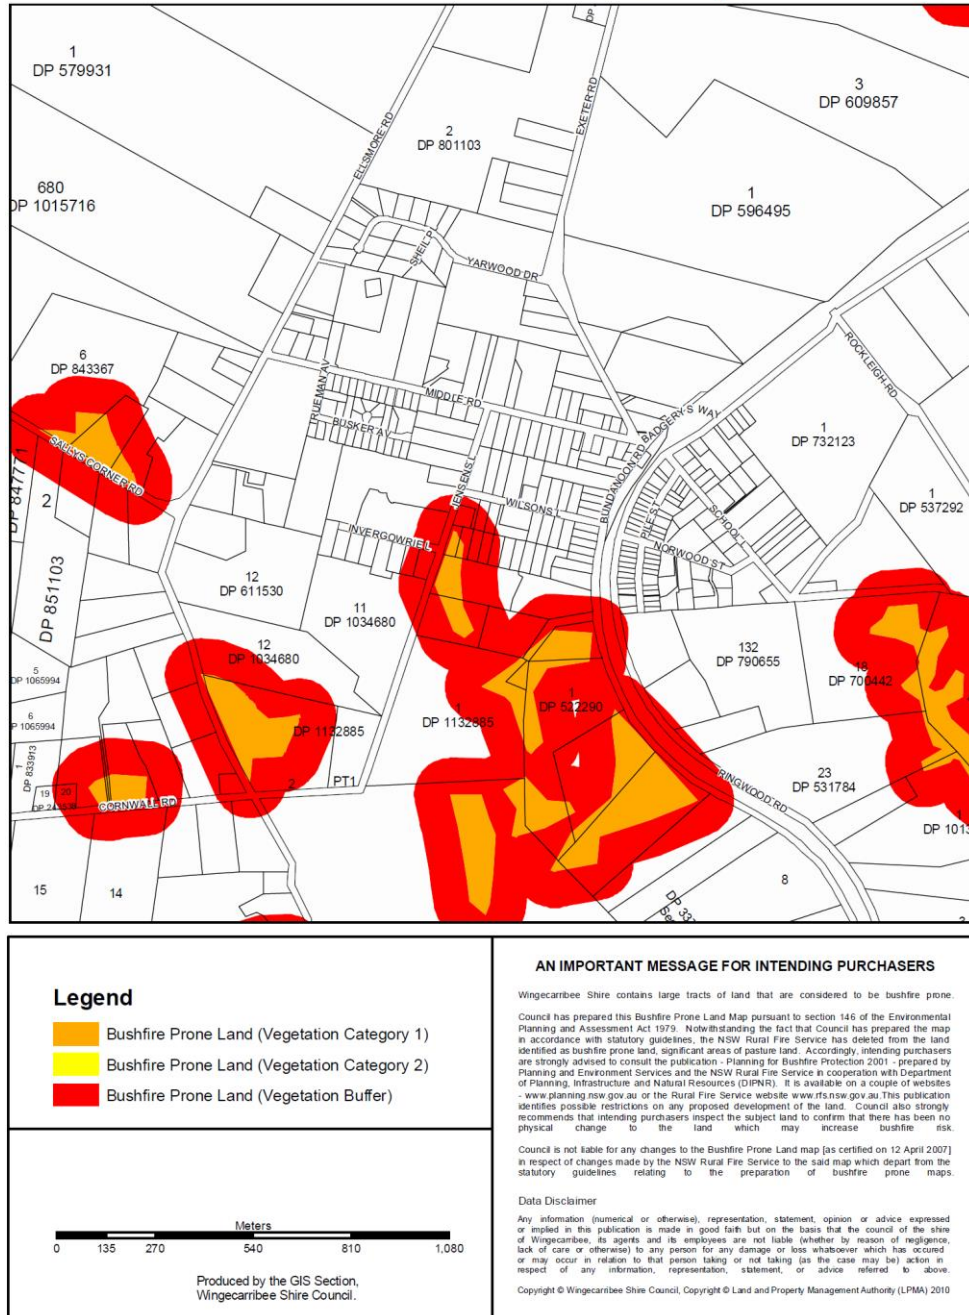 1
DP 579931
3
DP 609857
2
DP 801103
680
DP 1015716
1
DP 596495
ELLSMORE RD
EXETER RD
YARWOOD DR
6
DP 843367
TRUEMAN AV
MIDDLE RD
BUSKER AV
ROCKLEIGH RD
BADGERY'S WAY
1
DP 732123
SALLYS CORNER RD
2
DP 851103
JENSENS L
WILSONS L
BUNDANOON RD
SCHOOL L
NORWOOD ST
INVERGOWRIE L
1
DP 537292
12
DP 611530
11
DP 1034680
12
DP 1034680
132
DP 790655
18
DP 700442
1
DP 522290
5
DP 1065994
6
DP 1065994
1
DP 833913
DP 1132885
1
DP 1132885
2
PT1
19
20
CORNWALL RD
23
DP 531784
RINGWOOD RD
15
14
8
Legend
Bushfire Prone Land (Vegetation Category 1)
Bushfire Prone Land (Vegetation Category 2)
Bushfire Prone Land (Vegetation Buffer)
Meters
0 135 270 540 810 1,080
Produced by the GIS Section,
Wingecarribee Shire Council.
AN IMPORTANT MESSAGE FOR INTENDING PURCHASERS
Wingecarribee Shire contains large tracts of land that are considered to be bushfire prone.
Council has prepared this Bushfire Prone Land Map pursuant to section 146 of the Environmental
Planning and Assessment Act 1979. Notwithstanding the fact that Council has prepared the map
in accordance with statutory guidelines, the NSW Rural Fire Service has deleted from the land
identified as bushfire prone land, significant areas of pasture land. Accordingly, intending purchasers
are strongly advised to consult the publication - Planning for Bushfire Protection 2001 - prepared by
Planning and Environment Services and the NSW Rural Fire Service in cooperation with Department
of Planning, Infrastructure and Natural Resources (DIPNR). It is available on a couple of websites
- www.planning.nsw.gov.au or the Rural Fire Service website www.rfs.nsw.gov.au.This publication
identifies possible restrictions on any proposed development of the land. Council also strongly
recommends that intending purchasers inspect the subject land to confirm that there has been no
physical change to the land which may increase bushfire risk.
Council is not liable for any changes to the Bushfire Prone Land map [as certified on 12 April 2007]
in respect of changes made by the NSW Rural Fire Service to the said map which depart from the
statutory guidelines relating to the preparation of bushfire prone maps.
Data Disclaimer
Any information (numerical or otherwise), representation, statement, opinion or advice expressed
or implied in this publication is made in good faith but on the basis that the council of the shire
of Wingecarribee, its agents and its employees are not liable (whether by reason of negligence,
lack of care or otherwise) to any person for any damage or loss whatsoever which has occured
or may occur in relation to that person taking or not taking (as the case may be) action in
respect of any information, representation, statement, or advice referred to above.
Copyright © Wingecarribee Shire Council, Copyright © Land and Property Management Authority (LPMA) 2010